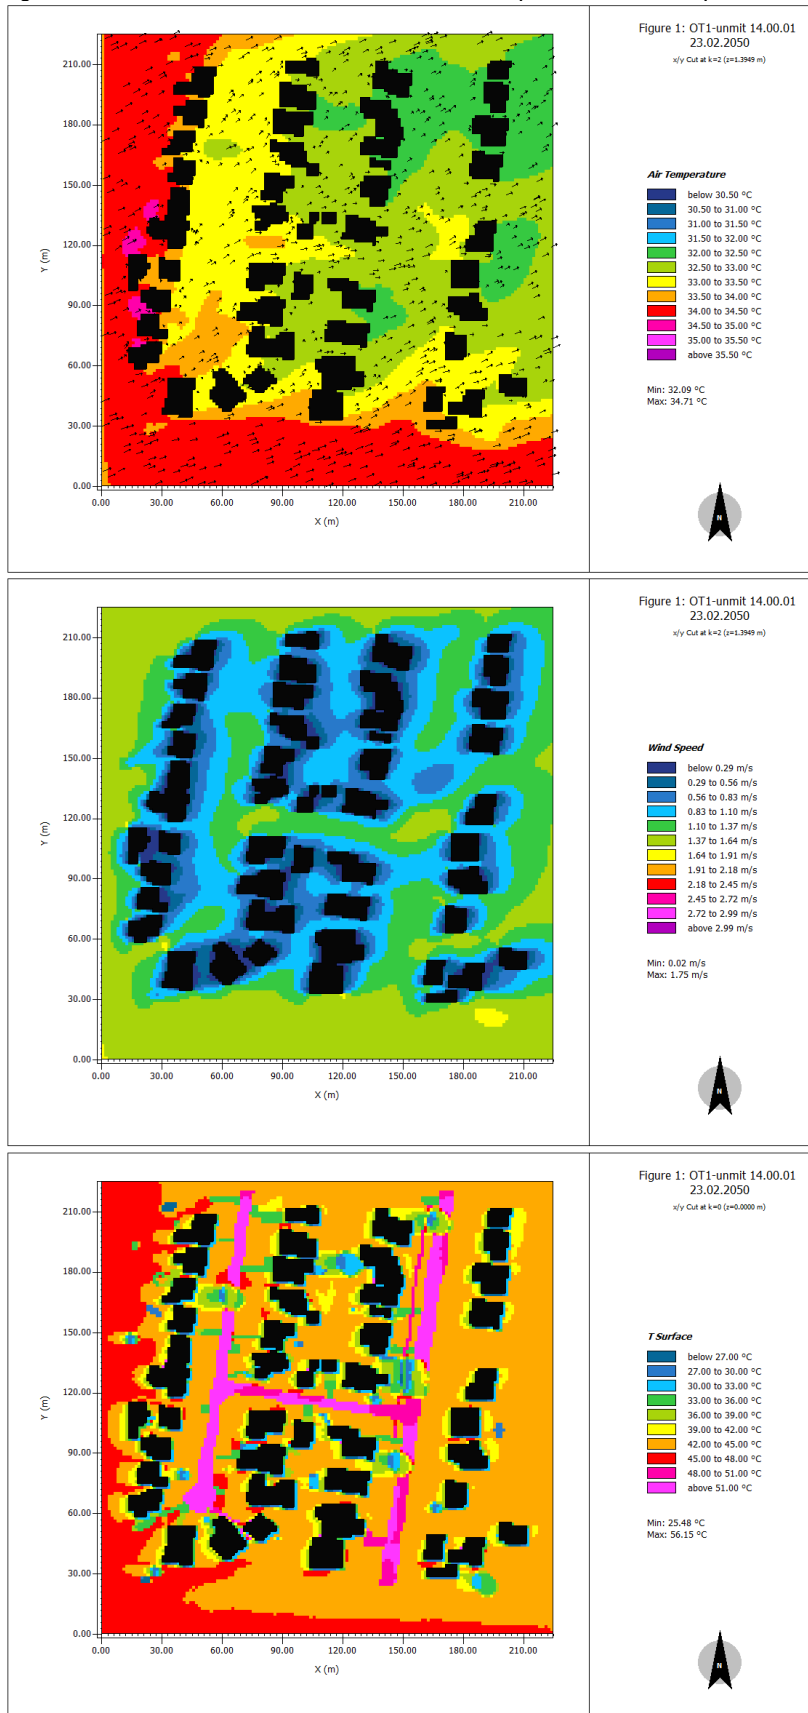 Figure 1: OT1-unmit 14.00.01
23.02.2050
x/y Cut at k=2 (z=1.3949 m)
210.00
180.00
150.00
120.00
90.00
60.00
30.00
0.00
Y (m)
0.00 30.00 60.00 90.00 120.00 150.00 180.00 210.00
X (m)
Air Temperature
below 30.50 °C
30.50 to 31.00 °C
31.00 to 31.50 °C
31.50 to 32.00 °C
32.00 to 32.50 °C
32.50 to 33.00 °C
33.00 to 33.50 °C
33.50 to 34.00 °C
34.00 to 34.50 °C
34.50 to 35.00 °C
35.00 to 35.50 °C
above 35.50 °C
Min: 32.09 °C
Max: 34.71 °C
N
Figure 1: OT1-unmit 14.00.01
23.02.2050
x/y Cut at k=2 (z=1.3949 m)
210.00
180.00
150.00
120.00
90.00
60.00
30.00
0.00
Y (m)
0.00 30.00 60.00 90.00 120.00 150.00 180.00 210.00
X (m)
Wind Speed
below 0.29 m/s
0.29 to 0.56 m/s
0.56 to 0.83 m/s
0.83 to 1.10 m/s
1.10 to 1.37 m/s
1.37 to 1.64 m/s
1.64 to 1.91 m/s
1.91 to 2.18 m/s
2.18 to 2.45 m/s
2.45 to 2.72 m/s
2.72 to 2.99 m/s
above 2.99 m/s
Min: 0.02 m/s
Max: 1.75 m/s
N
Figure 1: OT1-unmit 14.00.01
23.02.2050
x/y Cut at k=0 (z=0.0000 m)
210.00
180.00
150.00
120.00
90.00
60.00
30.00
0.00
Y (m)
0.00 30.00 60.00 90.00 120.00 150.00 180.00 210.00
X (m)
T Surface
below 27.00 °C
27.00 to 30.00 °C
30.00 to 33.00 °C
33.00 to 36.00 °C
36.00 to 39.00 °C
39.00 to 42.00 °C
42.00 to 45.00 °C
45.00 to 48.00 °C
48.00 to 51.00 °C
above 51.00 °C
Min: 25.48 °C
Max: 56.15 °C
N